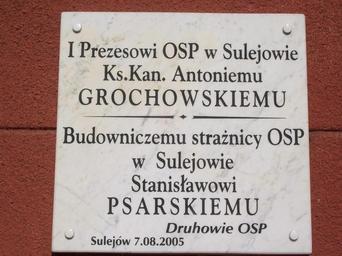 I Prezesowi OSP w Sulejowie
Ks.Kan. Antoniemu
GROCHOWSKIEMU
Budowniczemu strażnicy OSP
w Sulejowie
Stanisławowi
PSARSKIEMU
Druhowie OSP
Sulejów 7.08.2005